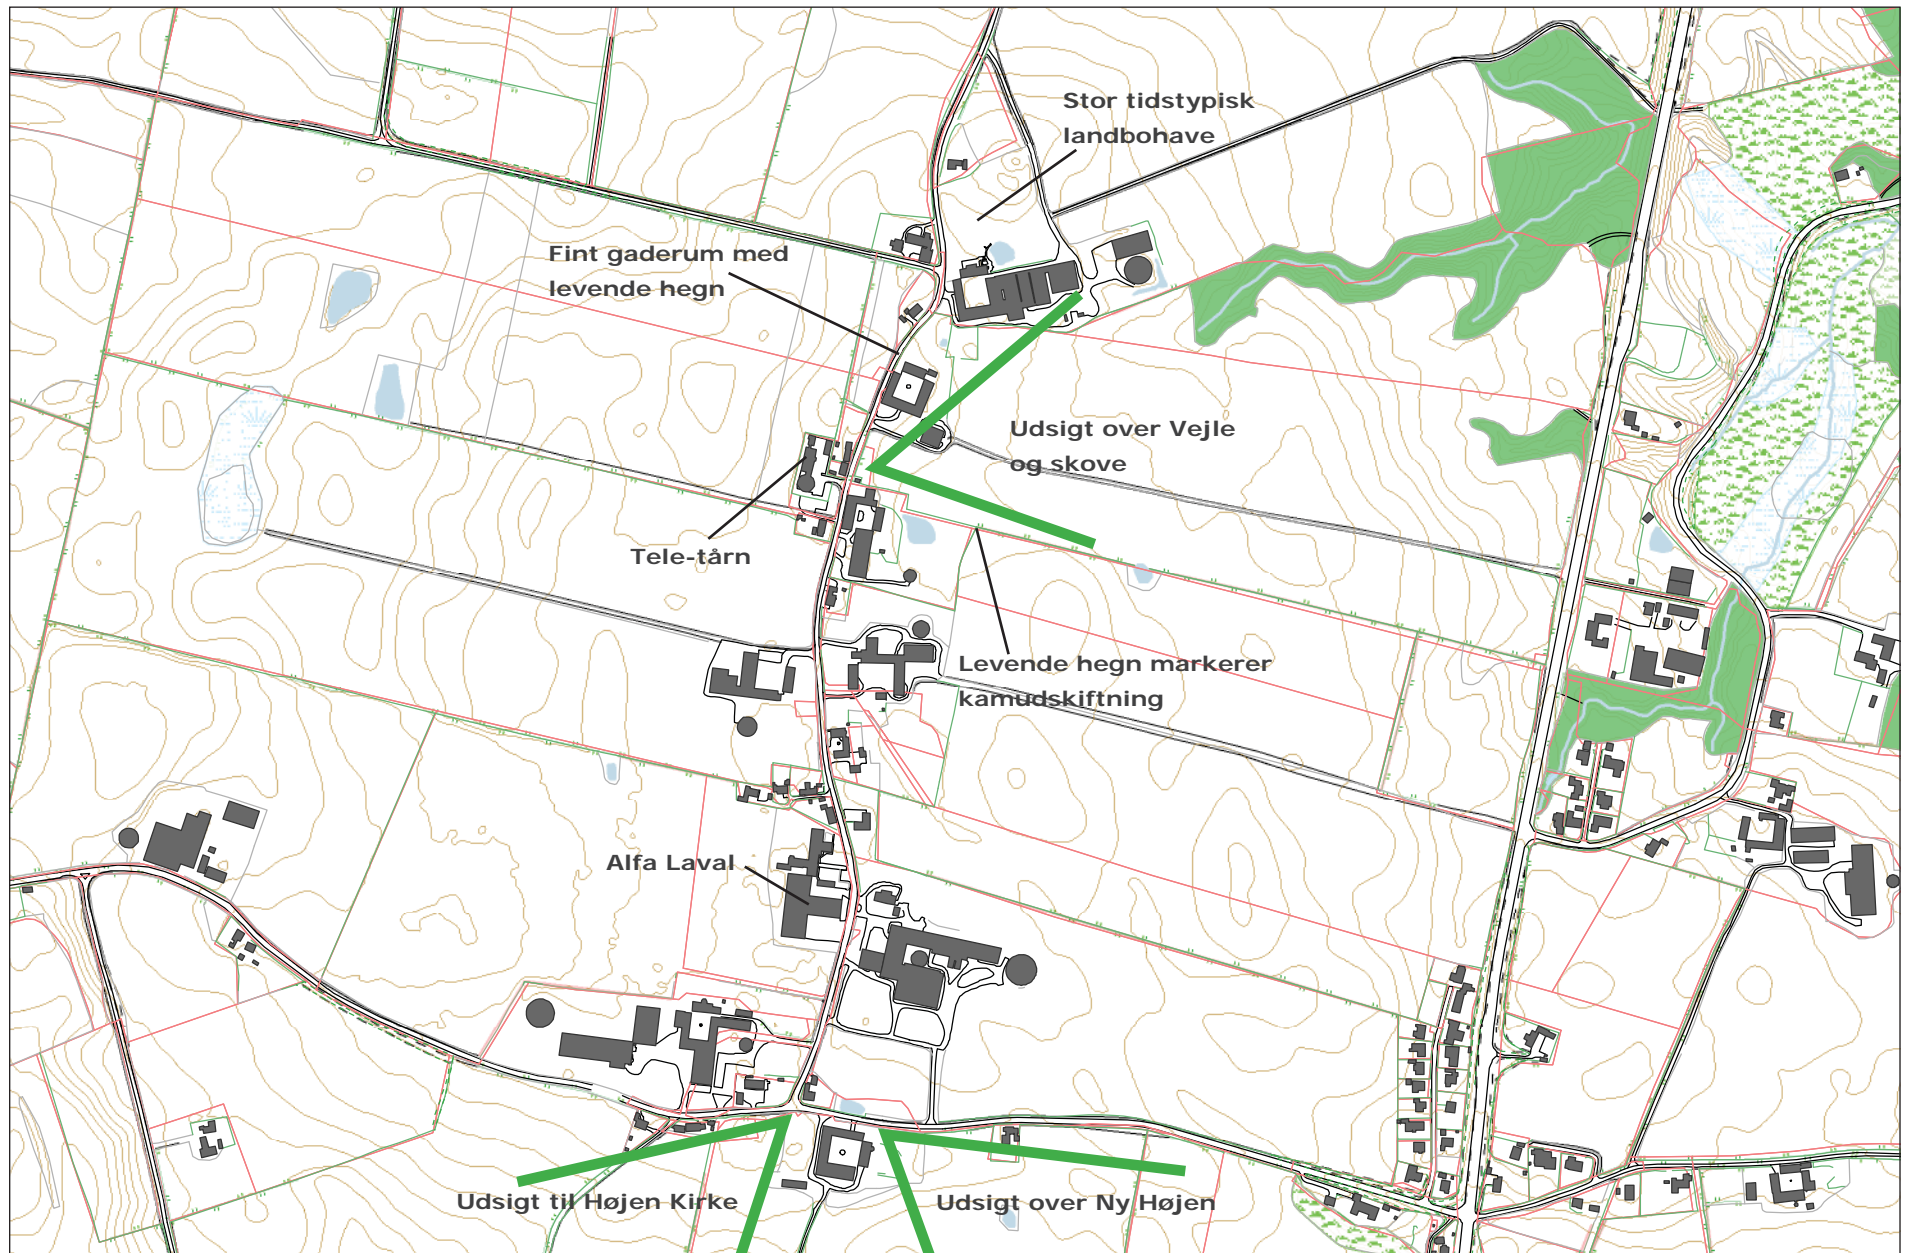 Stor tidstypisk
landbohave
Fint gaderum med
levende hegn
Udsigt over Vejle
og skove
Tele-tårn
Levende hegn markerer
kamudskiftning
Alfa Laval
Udsigt til Højen Kirke
Udsigt over Ny Højen